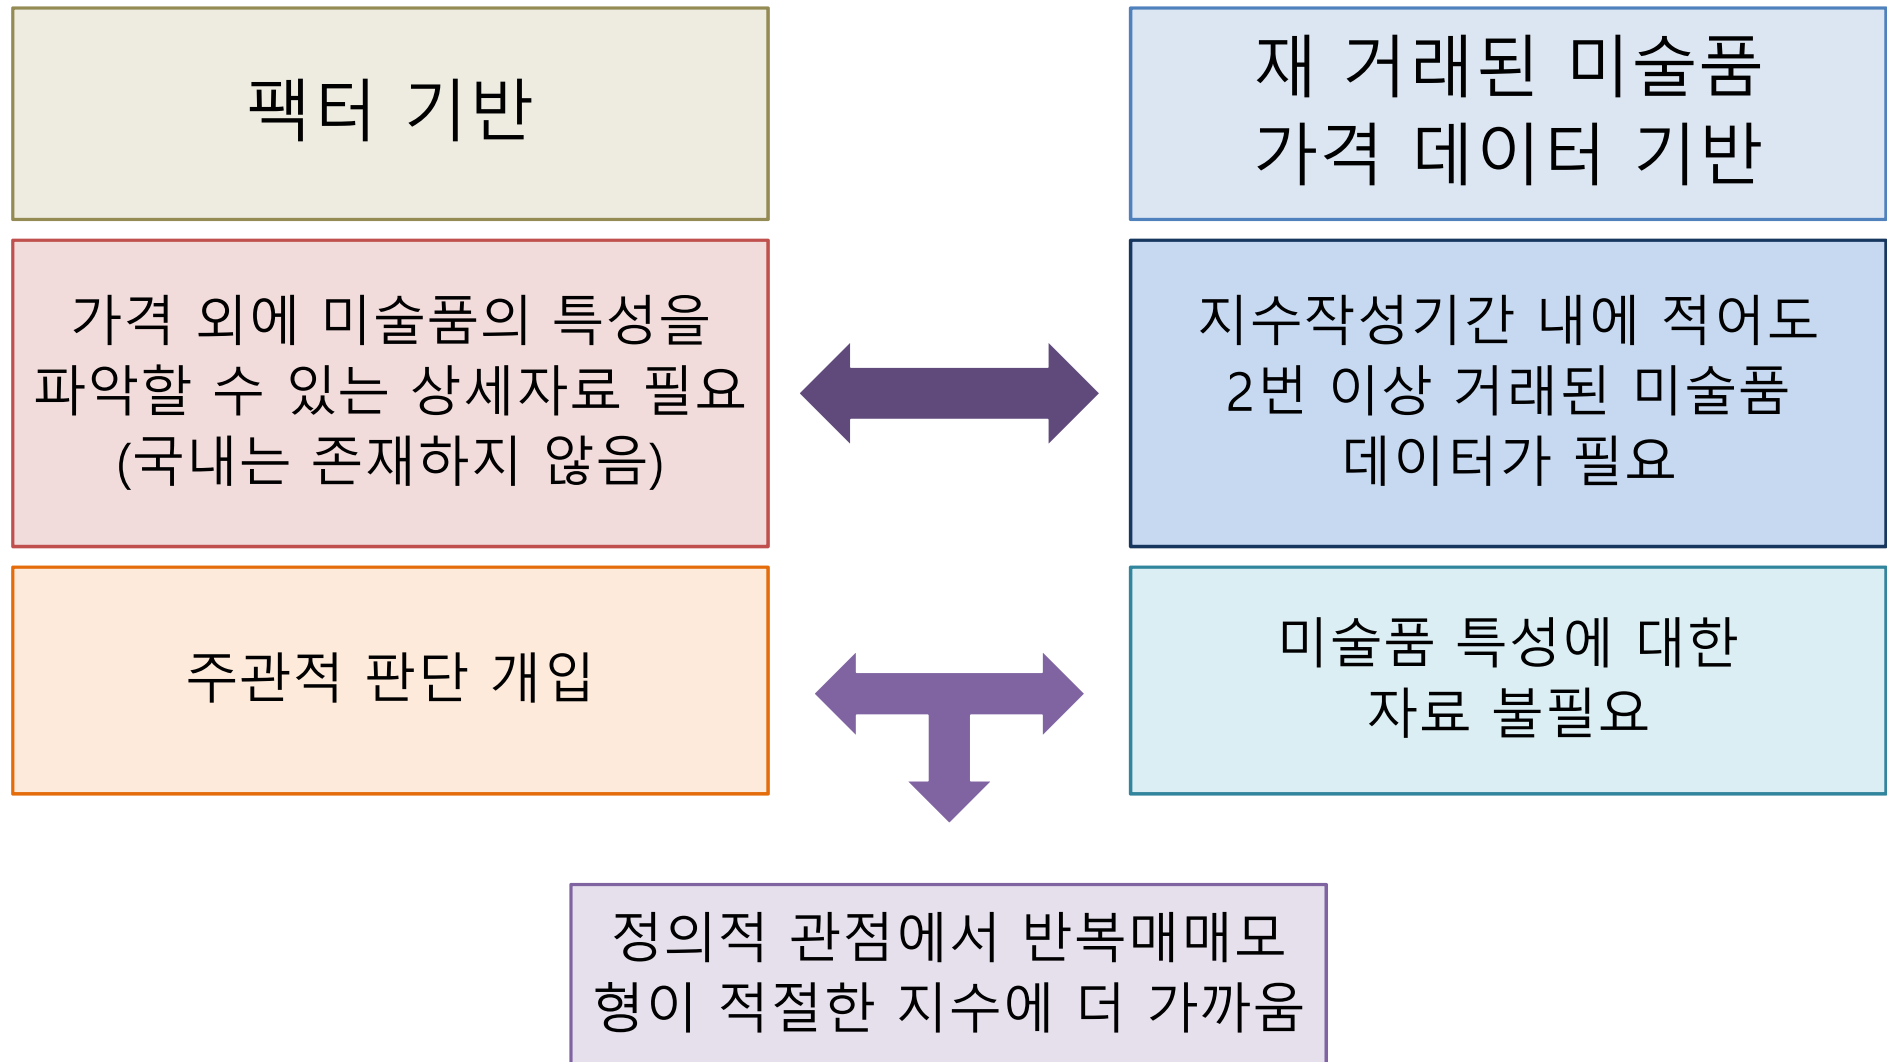 팩터 기반
재 거래된 미술품
가격 데이터 기반
가격 외에 미술품의 특성을
파악할 수 있는 상세자료 필요
(국내는 존재하지 않음)
지수작성기간 내에 적어도
2번 이상 거래된 미술품
데이터가 필요
주관적 판단 개입
미술품 특성에 대한
자료 불필요
정의적 관점에서 반복매매모
형이 적절한 지수에 더 가까움